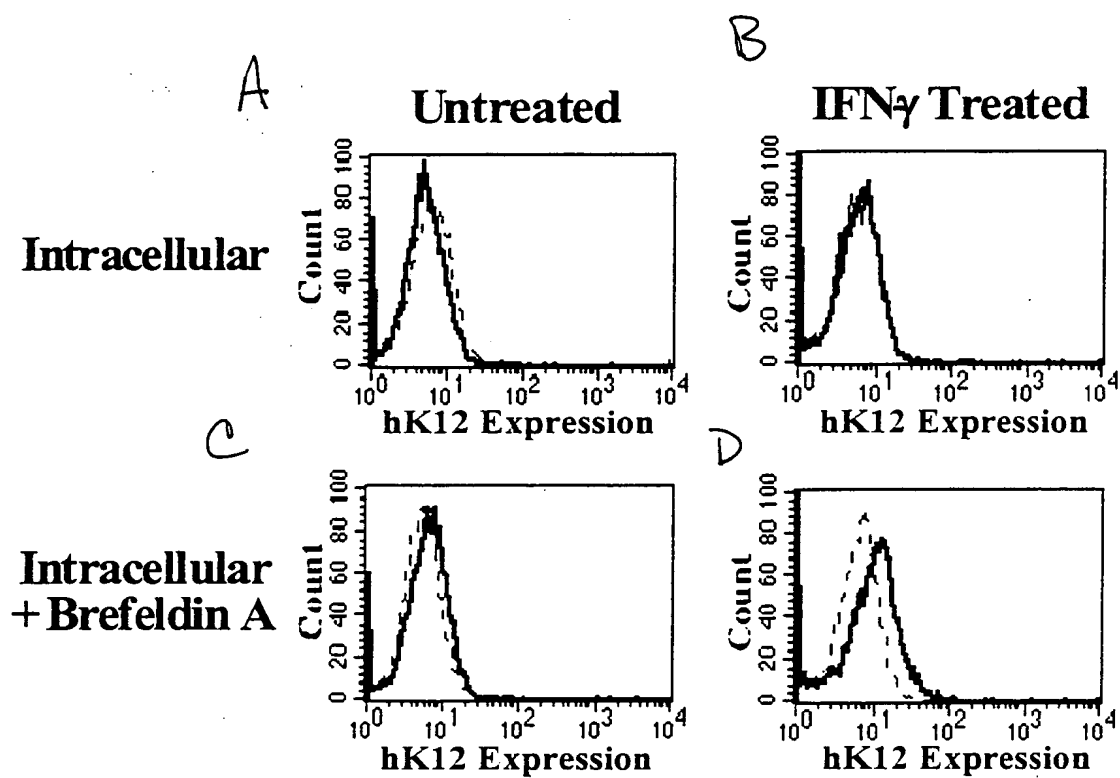 A
B
Untreated
IFNγ Treated
Intracellular
Count
100
80
60
40
20
0
10^0 10^1 10^2 10^3 10^4
hK12 Expression
Count
100
80
60
40
20
0
10^0 10^1 10^2 10^3 10^4
hK12 Expression
C
D
Intracellular
+ Brefeldin A
Count
100
80
60
40
20
0
10^0 10^1 10^2 10^3 10^4
hK12 Expression
Count
100
80
60
40
20
0
10^0 10^1 10^2 10^3 10^4
hK12 Expression